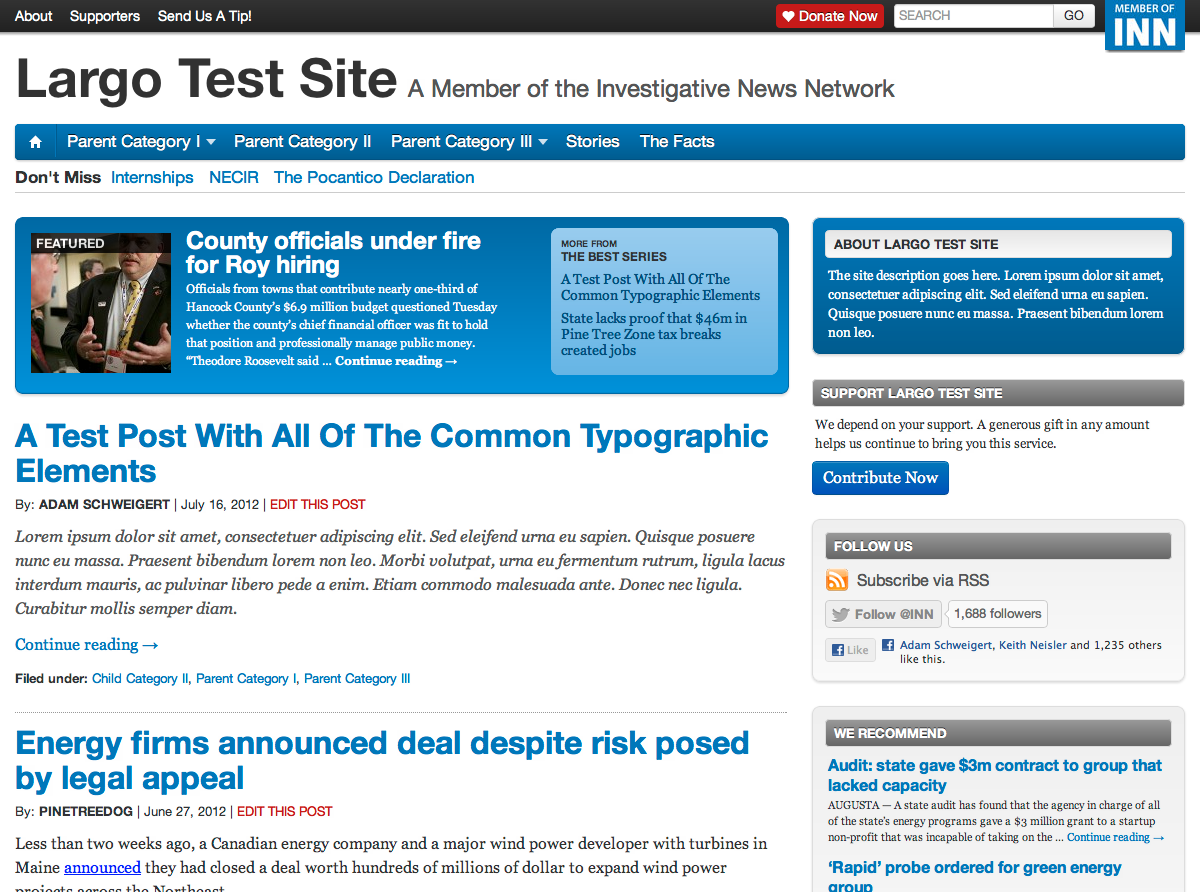 About Supporters Send Us A Tip!
Donate Now
SEARCH
GO
MEMBER OF
INN
Largo Test Site A Member of the Investigative News Network
Parent Category I Parent Category II Parent Category III Stories The Facts
Don't Miss Internships NECIR The Pocantico Declaration
FEATURED
County officials under fire
for Roy hiring
Officials from towns that contribute nearly one-third of
Hancock County's $6.9 million budget questioned Tuesday
whether the county's chief financial officer was fit to hold
that position and professionally manage public money.
“Theodore Roosevelt said ... Continue reading →
MORE FROM
THE BEST SERIES
A Test Post With All Of The
Common Typographic Elements
State lacks proof that $46m in
Pine Tree Zone tax breaks
created jobs
A Test Post With All Of The Common Typographic
Elements
By: ADAM SCHWEIGERT | July 16, 2012 | EDIT THIS POST
Lorem ipsum dolor sit amet, consectetuer adipiscing elit. Sed eleifend urna eu sapien. Quisque posuere
nunc eu massa. Praesent bibendum lorem non leo. Morbi volutpat, urna eu fermentum rutrum, ligula lacus
interdum mauris, ac pulvinar libero pede a enim. Etiam commodo malesuada ante. Donec nec ligula.
Curabitur mollis semper diam.
Continue reading →
Filed under: Child Category II, Parent Category I, Parent Category III
Energy firms announced deal despite risk posed
by legal appeal
By: PINETREEDOG | June 27, 2012 | EDIT THIS POST
Less than two weeks ago, a Canadian energy company and a major wind power developer with turbines in
Maine announced they had closed a deal worth hundreds of millions of dollar to expand wind power
projects across the Northeast.
ABOUT LARGO TEST SITE
The site description goes here. Lorem ipsum dolor sit amet,
consectetuer adipiscing elit. Sed eleifend urna eu sapien.
Quisque posuere nunc eu massa. Praesent bibendum lorem
non leo.
SUPPORT LARGO TEST SITE
We depend on your support. A generous gift in any amount
helps us continue to bring you this service.
Contribute Now
FOLLOW US
Subscribe via RSS
Follow @INN 1,688 followers
Like
Adam Schweigert, Keith Neisler and 1,235 others
like this.
WE RECOMMEND
Audit: state gave $3m contract to group that
lacked capacity
AUGUSTA — A state audit has found that the agency in charge of all
of the state's energy programs gave a $3 million grant to a startup
non-profit that was incapable of taking on the ... Continue reading →
‘Rapid’ probe ordered for green energy
group